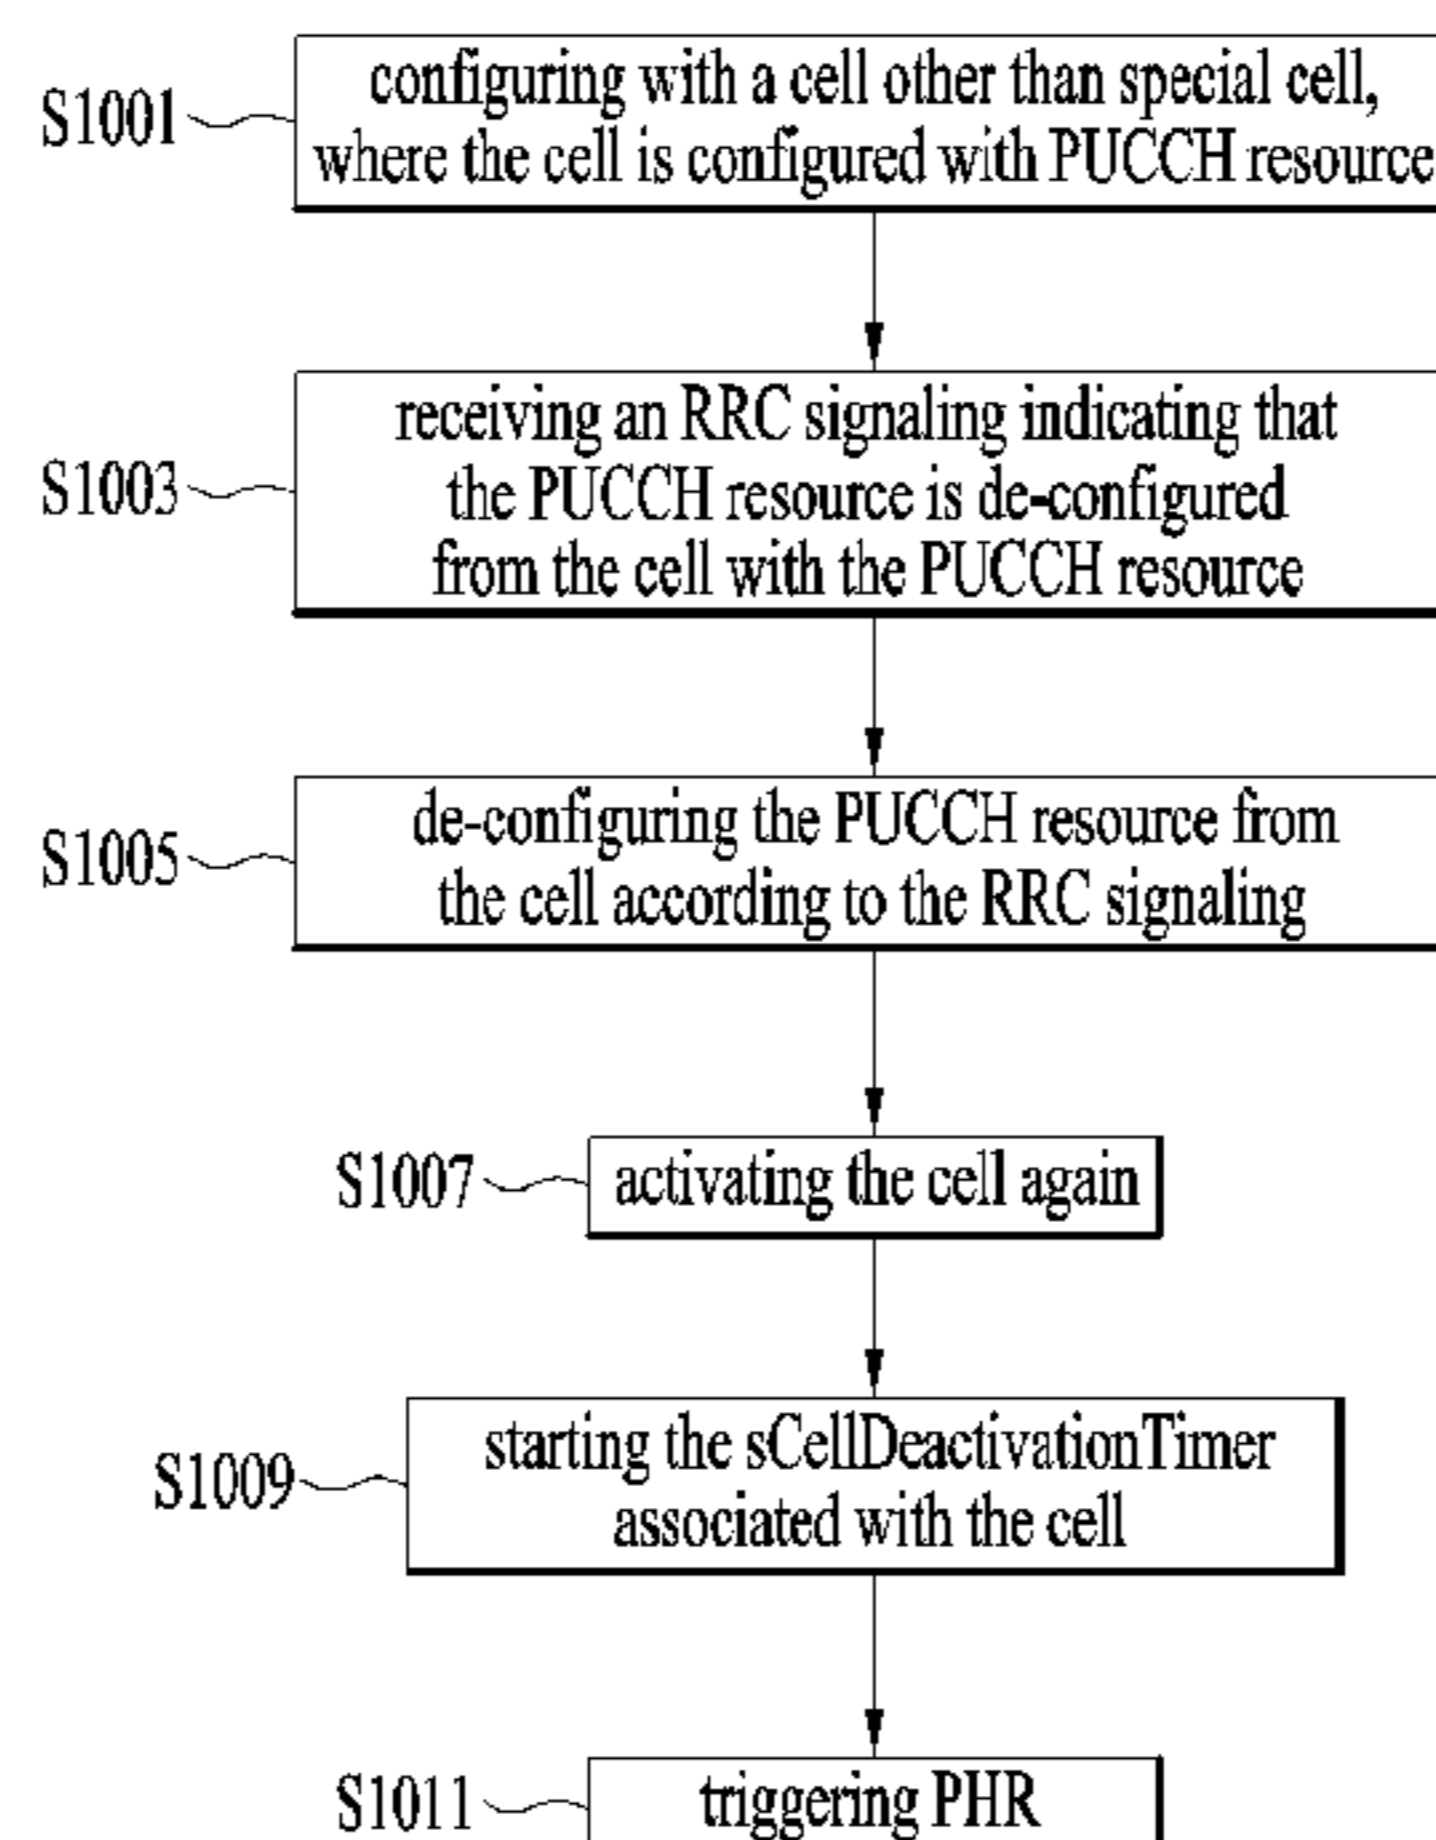 S1001
configuring with a cell other than special cell,
where the cell is configured with PUCCH resource
S1003
receiving an RRC signaling indicating that
the PUCCH resource is de-configured
from the cell with the PUCCH resource
S1005
de-configuring the PUCCH resource from
the cell according to the RRC signaling
S1007
activating the cell again
S1009
starting the sCellDeactivationTimer
associated with the cell
S1011
triggering PHR